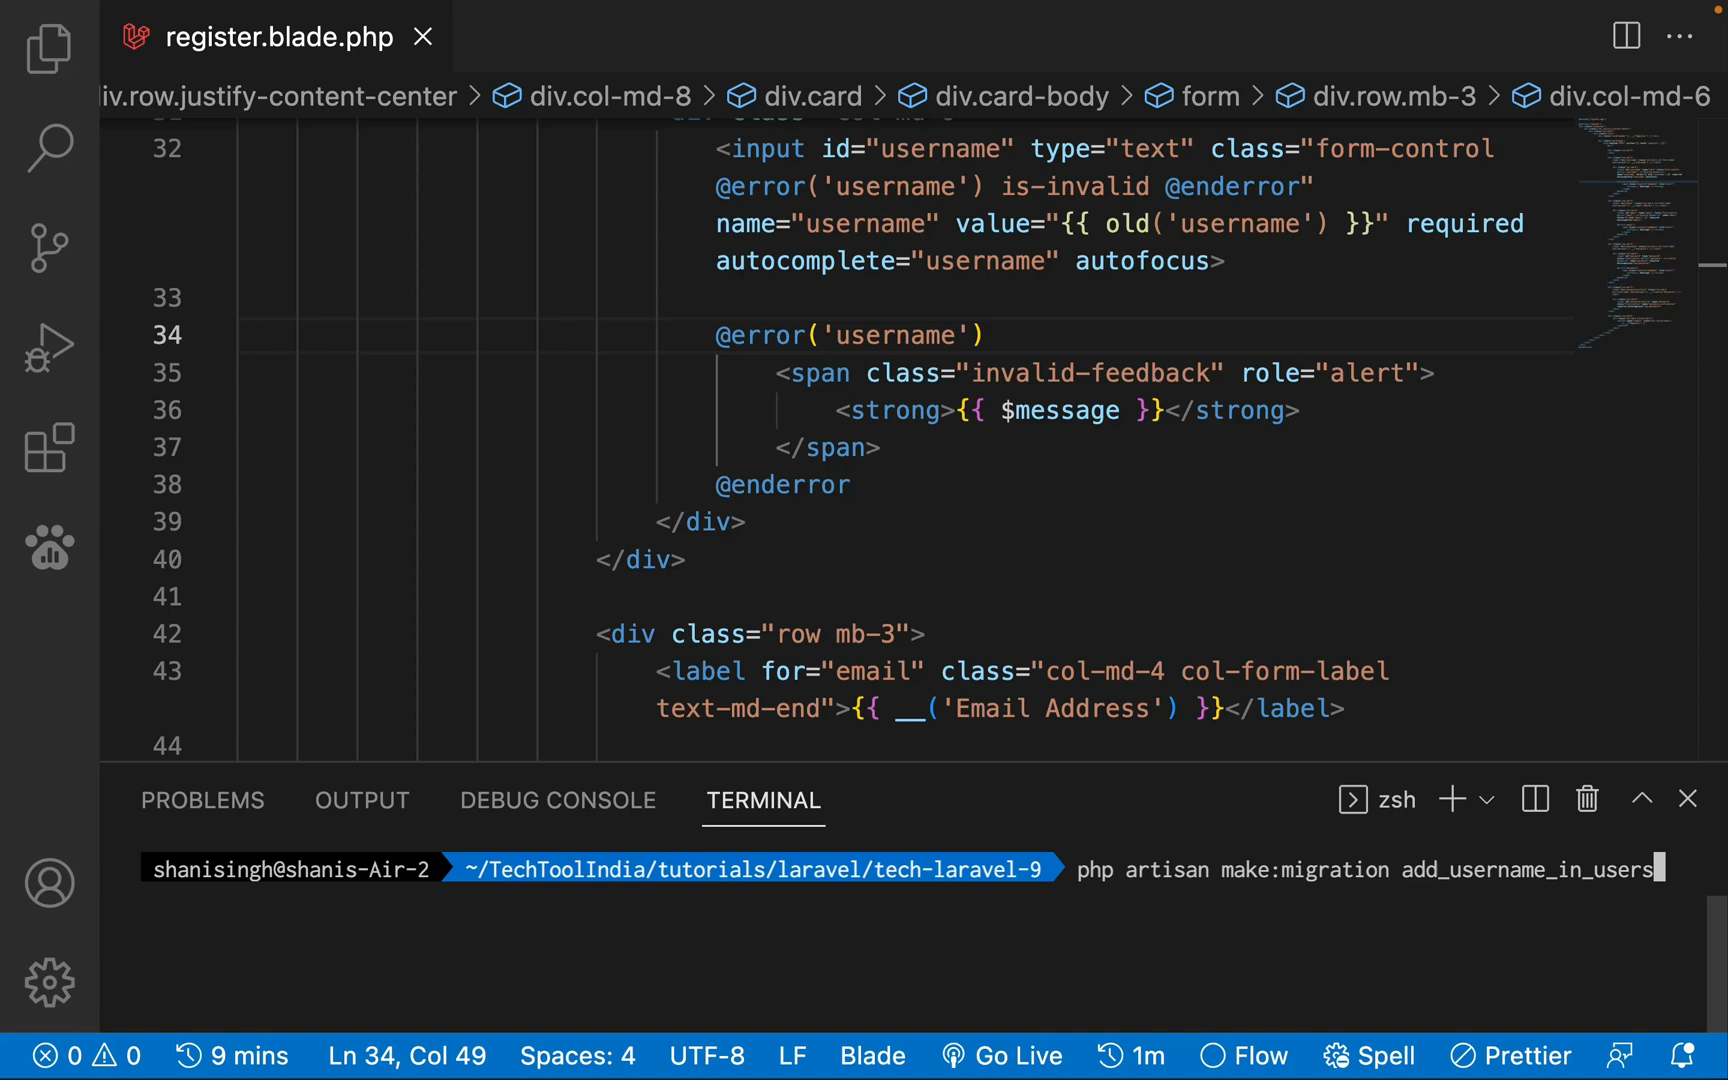 register.blade.php
iv.row.justify-content-center > div.col-md-8 > div.card > div.card-body > form > div.row.mb-3 > div.col-md-6
32 <input id="username" type="text" class="form-control
@error('username') is-invalid @enderror"
name="username" value="{{ old('username') }}" required
autocomplete="username" autofocus>
33
34 @error('username')
35 <span class="invalid-feedback" role="alert">
36 <strong>{{ $message }}</strong>
37 </span>
38 @enderror
39 </div>
40 </div>
41
42 <div class="row mb-3">
43 <label for="email" class="col-md-4 col-form-label
text-md-end">{{ __('Email Address') }}</label>
44
PROBLEMS OUTPUT DEBUG CONSOLE TERMINAL zsh
shanisingh@shanis-Air-2 ~/TechToolIndia/tutorials/laravel/tech-laravel-9 php artisan make:migration add_username_in_users
0 0 9 mins Ln 34, Col 49 Spaces: 4 UTF-8 LF Blade Go Live 1m Flow Spell Prettier